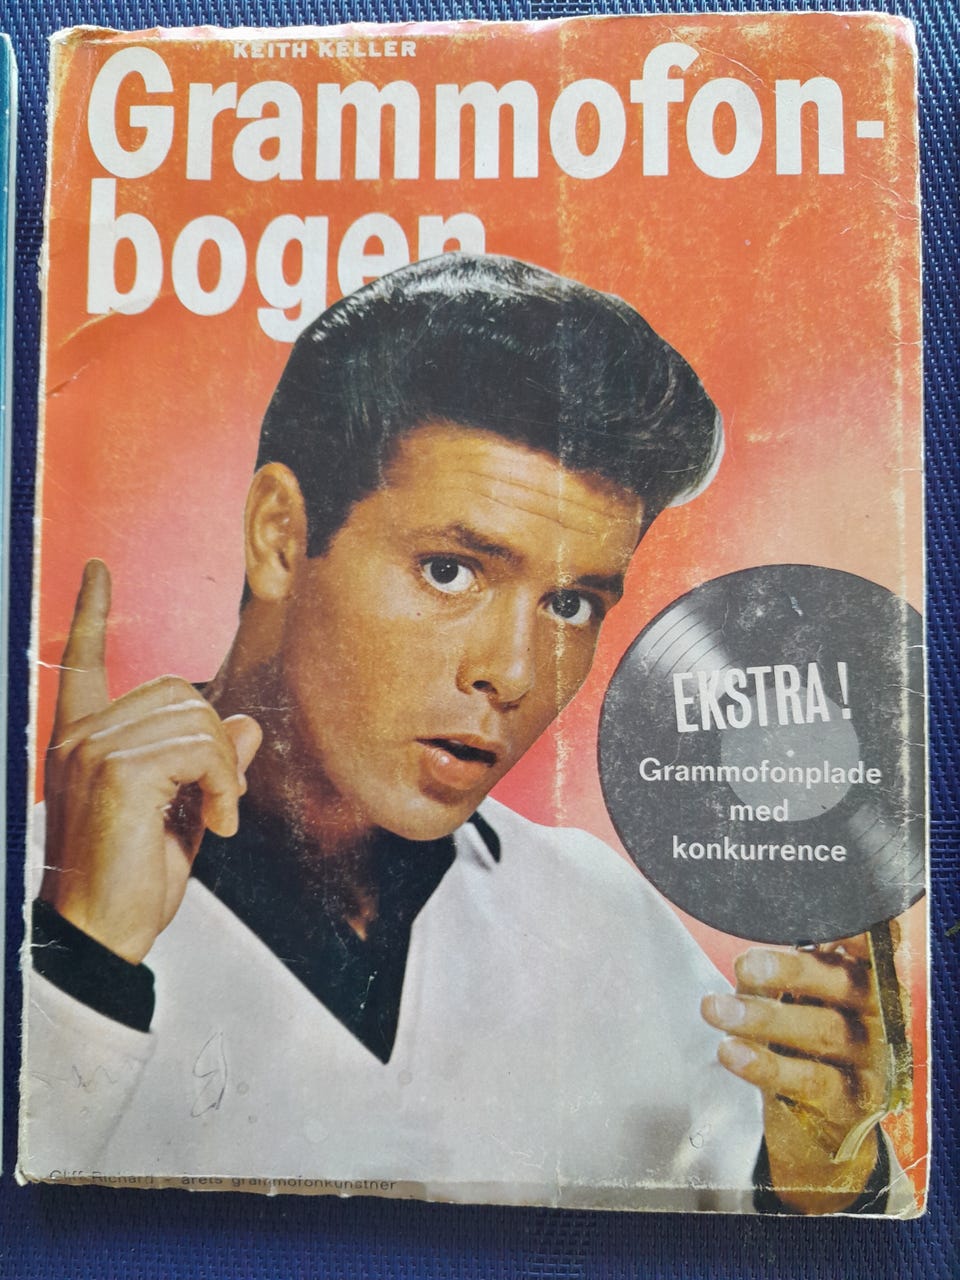 KEITH KELLER
Grammofon-
bogen
EKSTRA!
Grammofonplade
med
konkurrence
Cliff Richard - årets grammofonkunstner